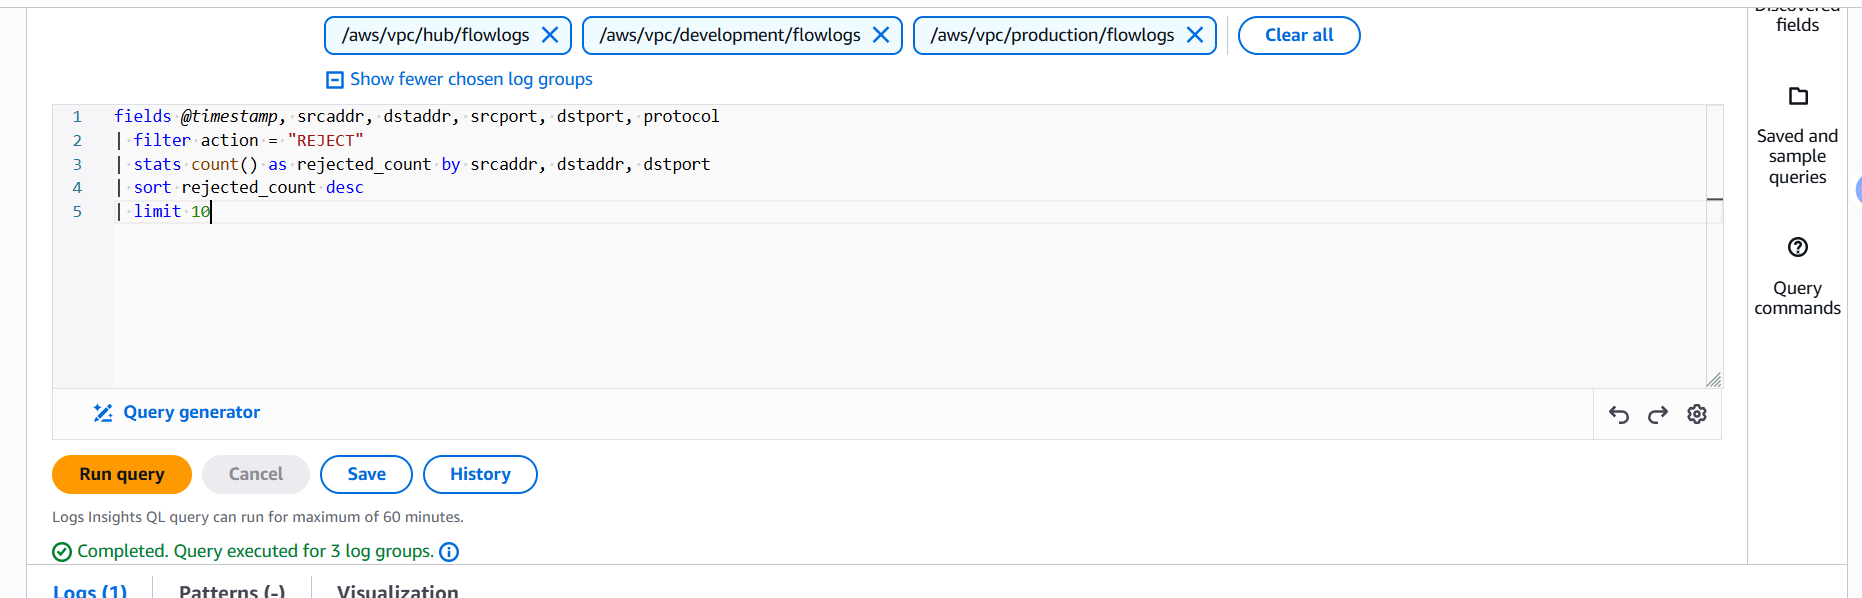 Discovered
fields
/aws/vpc/hub/flowlogs
/aws/vpc/development/flowlogs
/aws/vpc/production/flowlogs
Clear all
Show fewer chosen log groups
1 fields @timestamp, srcaddr, dstaddr, srcport, dstport, protocol
2 | filter action = "REJECT"
3 | stats count() as rejected_count by srcaddr, dstaddr, dstport
4 | sort rejected_count desc
5 | limit 10
Saved and
sample
queries
Query
commands
Query generator
Run query
Cancel
Save
History
Logs Insights QL query can run for maximum of 60 minutes.
Completed. Query executed for 3 log groups.
Logs (1)
Patterns (-)
Visualization